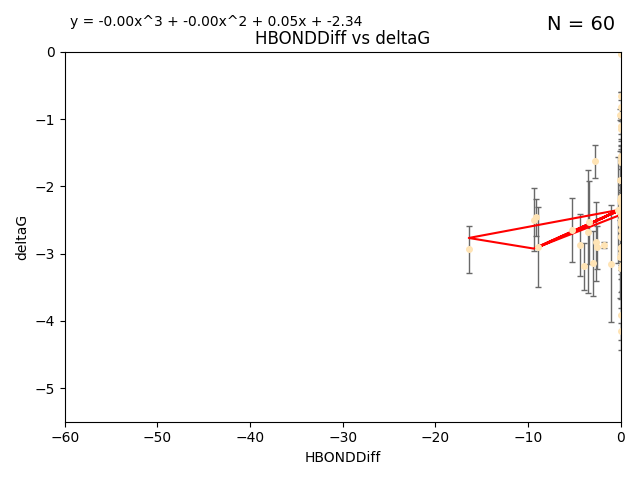 y = -0.00x^3 + -0.00x^2 + 0.05x + -2.34
N = 60
HBONDDiff vs deltaG
0
−1
−2
−3
−4
−5
deltaG
−60 −50 −40 −30 −20 −10 0
HBONDDiff